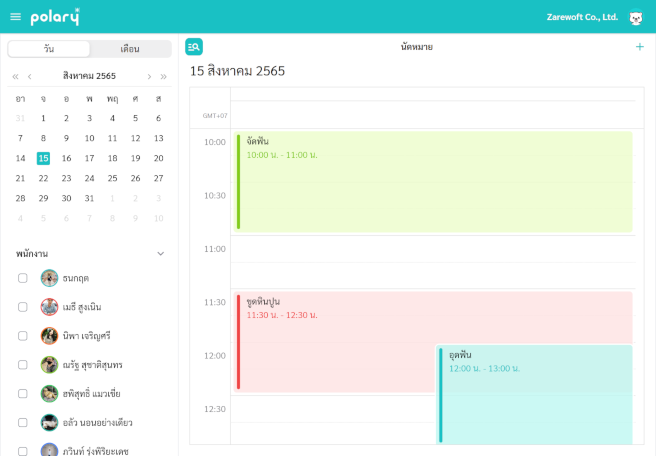 polary
Zarewoft Co., Ltd.
วัน เดือน
นัดหมาย
« ‹ สิงหาคม 2565 › »
15 สิงหาคม 2565
อา จ อ พ พฤ ศ ส
31 1 2 3 4 5 6
7 8 9 10 11 12 13
14 15 16 17 18 19 20
21 22 23 24 25 26 27
28 29 30 31 1 2 3
4 5 6 7 8 9 10
พนักงาน
ธนกฤต
เมธี สูงเนิน
นิพา เจริญศรี
ณรัฐ สุชาติสุนทร
ฮพิสุทธิ์ แมวเซี่ย
อลัว นอนอย่างเดียว
ภวินท์ รุ่งพิริยะเดช
GMT+07
10:00
จัดฟัน
10:00 น. - 11:00 น.
10:30
11:00
11:30
ขูดหินปูน
11:30 น. - 12:30 น.
12:00
อุดฟัน
12:00 น. - 13:00 น.
12:30